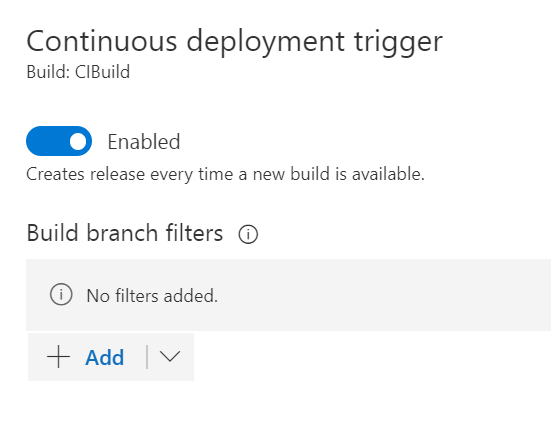 Continuous deployment trigger
Build: CIBuild
Enabled
Creates release every time a new build is available.
Build branch filters
No filters added.
Add